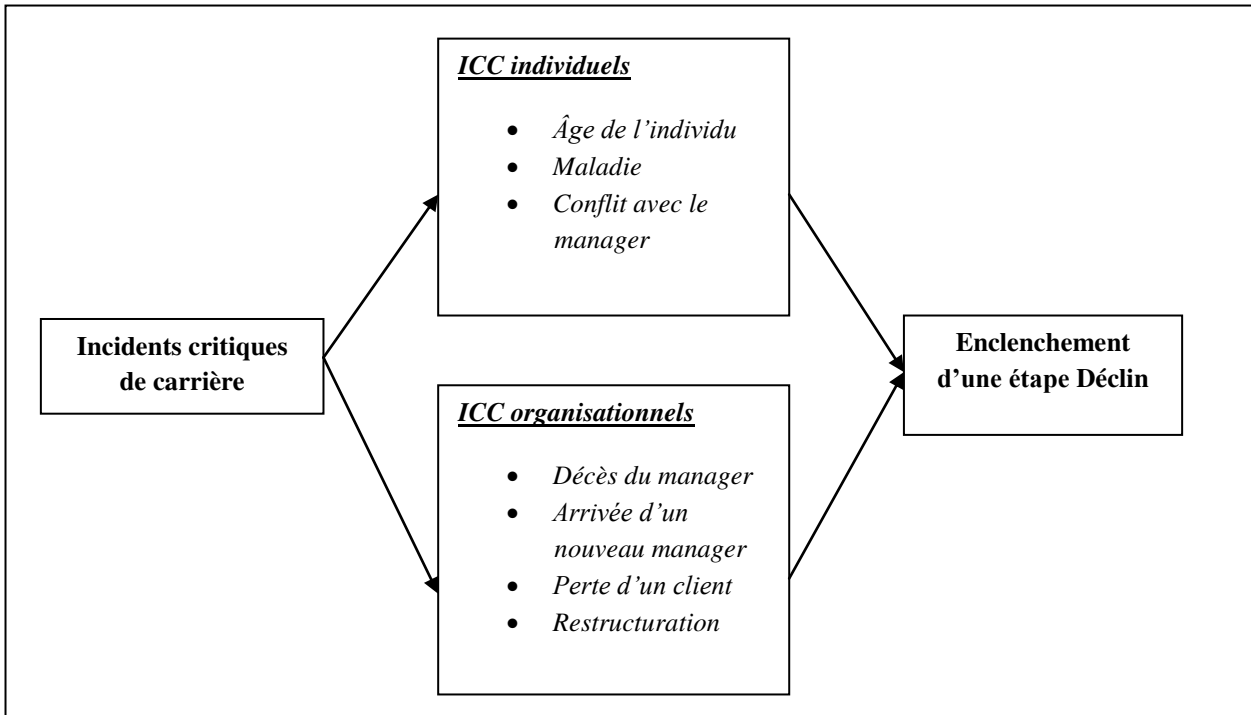 ICC individuels
• Âge de l’individu
• Maladie
• Conflit avec le
manager
Incidents critiques
de carrière
Enclenchement
d’une étape Déclin
ICC organisationnels
• Décès du manager
• Arrivée d’un
nouveau manager
• Perte d’un client
• Restructuration